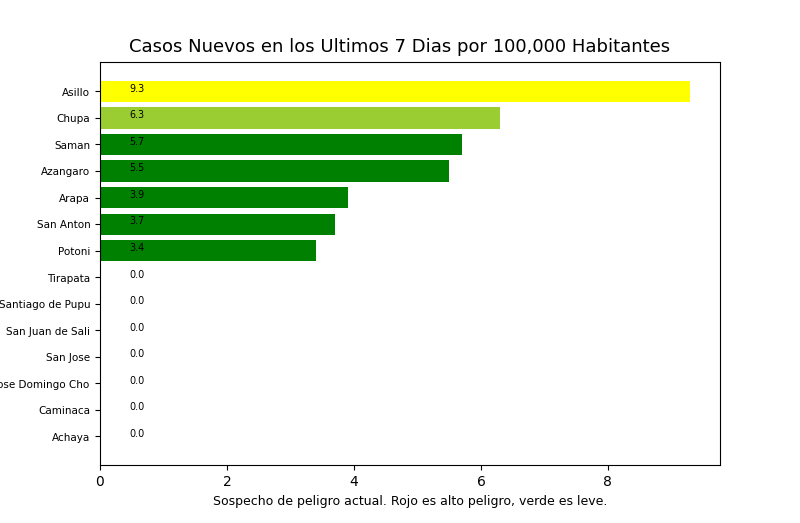 Casos Nuevos en los Ultimos 7 Dias por 100,000 Habitantes
Asillo 9.3
Chupa 6.3
Saman 5.7
Azangaro 5.5
Arapa 3.9
San Anton 3.7
Potoni 3.4
Tirapata 0.0
Santiago de Pupu 0.0
San Juan de Sali 0.0
San Jose 0.0
ose Domingo Cho 0.0
Caminaca 0.0
Achaya 0.0
0 2 4 6 8
Sospecho de peligro actual. Rojo es alto peligro, verde es leve.